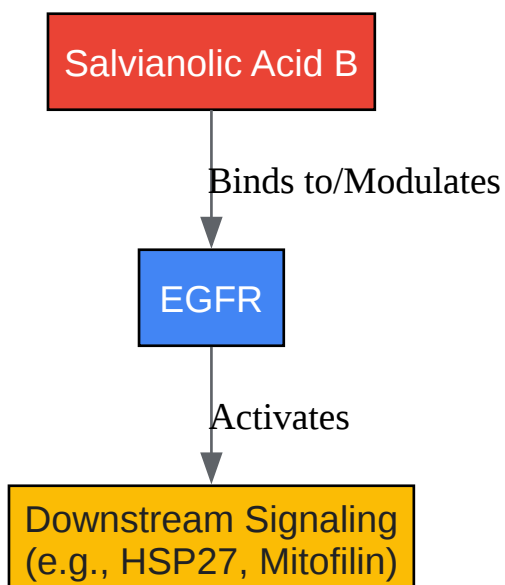 Salvianolic Acid B
Binds to/Modulates
EGFR
Activates
Downstream Signaling
(e.g., HSP27, Mitofilin)